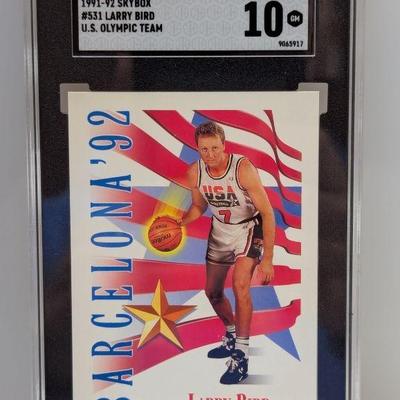 1991-92 SKYBOX
#531 LARRY BIRD
U.S. OLYMPIC TEAM
10 GM
9065917
BARCELONA '92
USA
7
LARRY BIRD